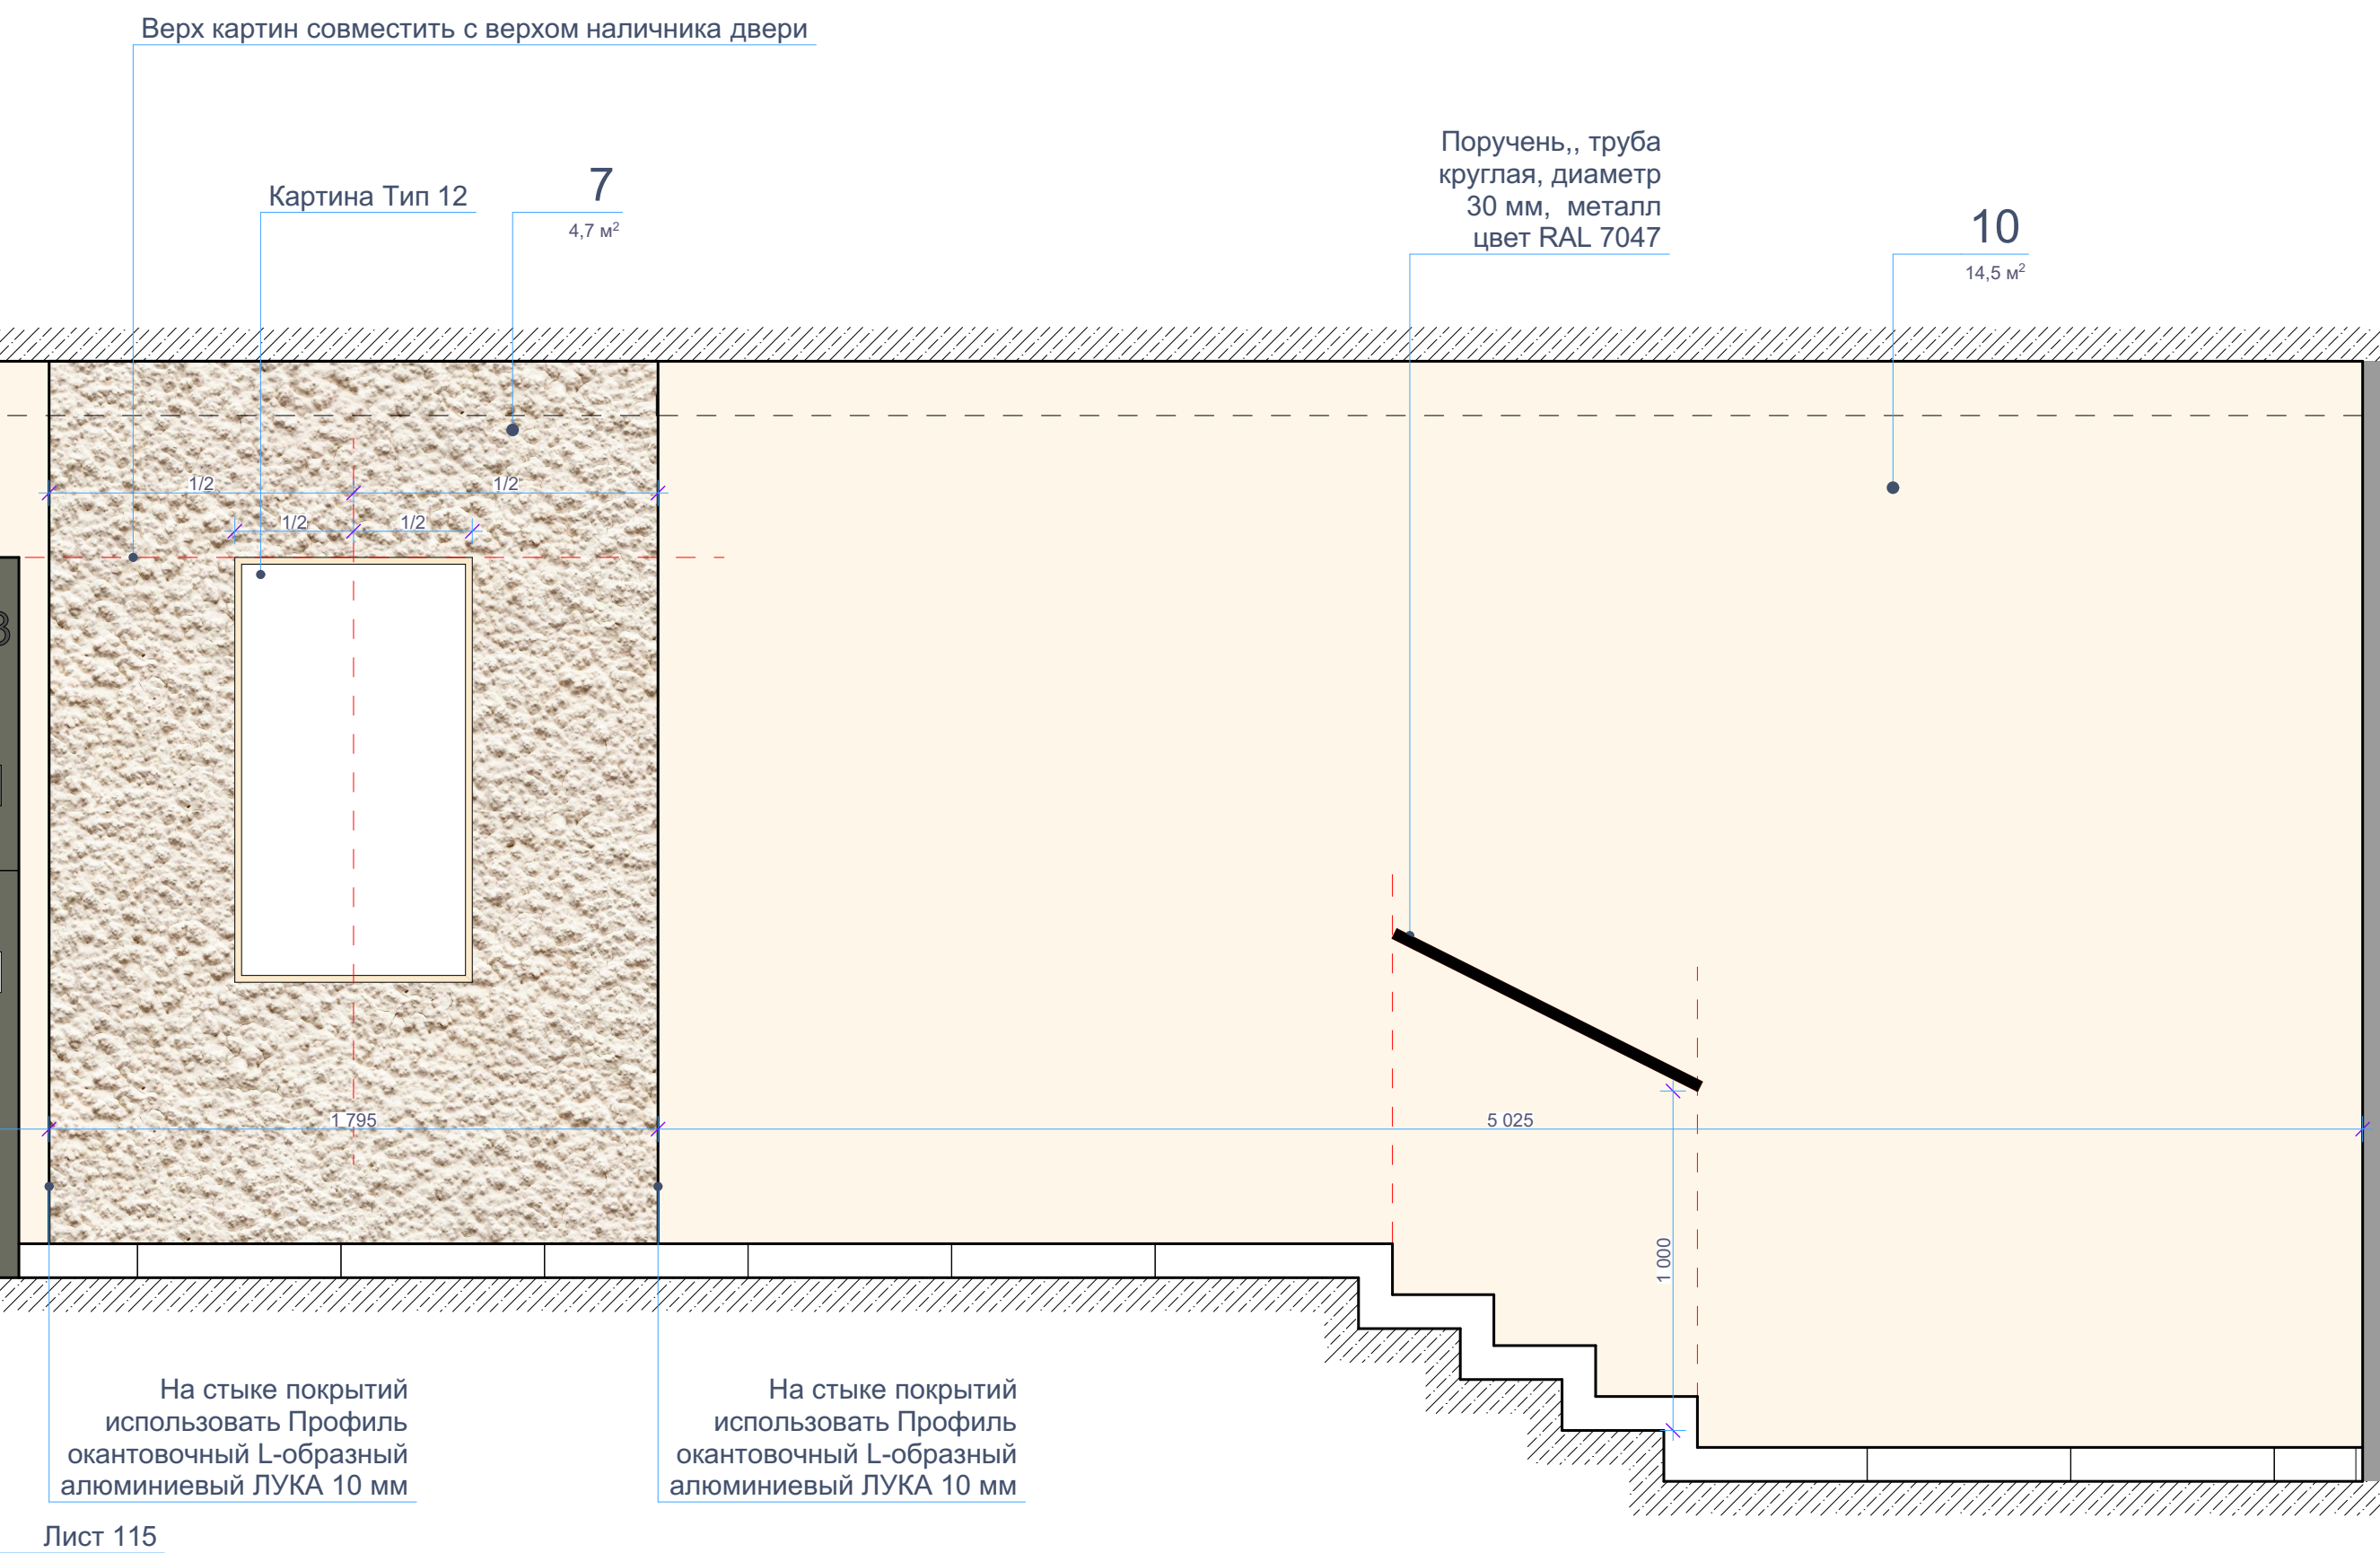 Верх картин совместить с верхом наличника двери
Картина Тип 12
7
4,7 м²
Поручень,, труба
круглая, диаметр
30 мм, металл
цвет RAL 7047
10
14,5 м²
1/2
1/2
1/2
1/2
1 795
5 025
1 000
На стыке покрытий
использовать Профиль
окантовочный L-образный
алюминиевый ЛУКА 10 мм
На стыке покрытий
использовать Профиль
окантовочный L-образный
алюминиевый ЛУКА 10 мм
Лист 115